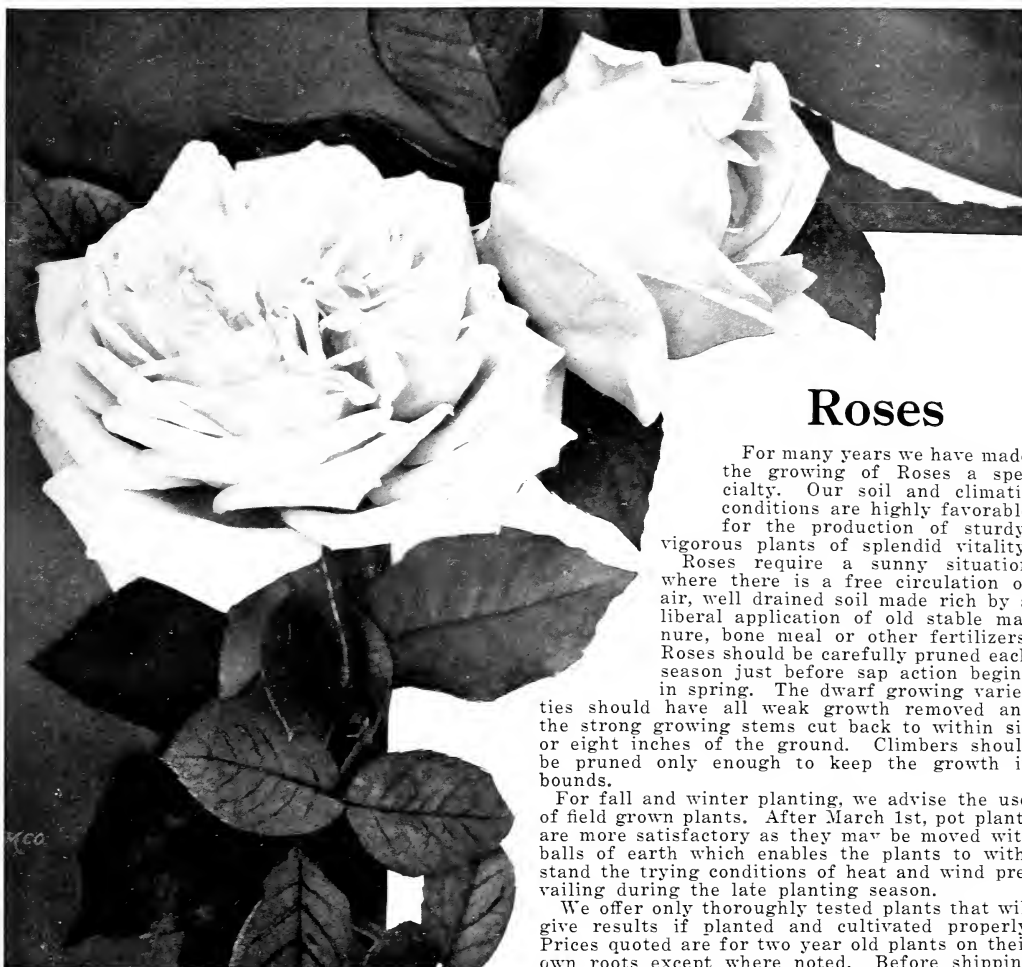 Roses
For many years we have made
the growing of Roses a spe
cialty. Our soil and climati
conditions are highly favorabl
for the production of sturdy
vigorous plants of splendid vitality
Roses require a sunny situation
where there is a free circulation o
air, well drained soil made rich by
liberal application of old stable ma
nure, bone meal or other fertilizers
Roses should be carefully pruned each
season just before sap action begin
in spring. The dwarf growing varie
ties should have all weak growth removed an
the strong growing stems cut back to within si
or eight inches of the ground. Climbers shoul
be pruned only enough to keep the growth i
bounds.
For fall and winter planting, we advise the use
of field grown plants. After March 1st, pot plant
are more satisfactory as they may be moved wit
balls of earth which enables the plants to with
stand the trying conditions of heat and wind pre
vailing during the late planting season.
We offer only thoroughly tested plants that wil
give results if planted and cultivated properly
Prices quoted are for two year old plants on thei
own roots except where noted. Before shippin